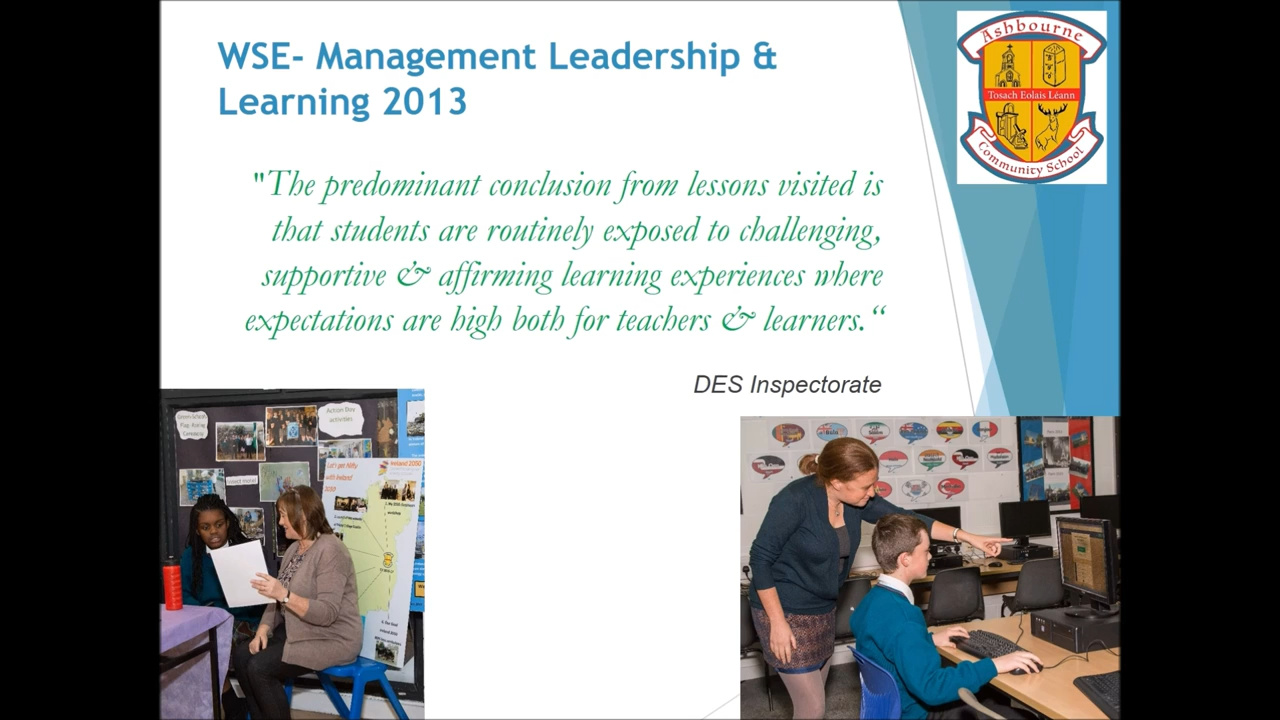 WSE- Management Leadership &
Learning 2013
Ashbourne
Tosach Eolais Léann
Community School
"The predominant conclusion from lessons visited is
that students are routinely exposed to challenging,
supportive & affirming learning experiences where
expectations are high both for teachers & learners.“
DES Inspectorate
Action Day
activities
Let's get Nifty
with Ireland
Ireland 2050